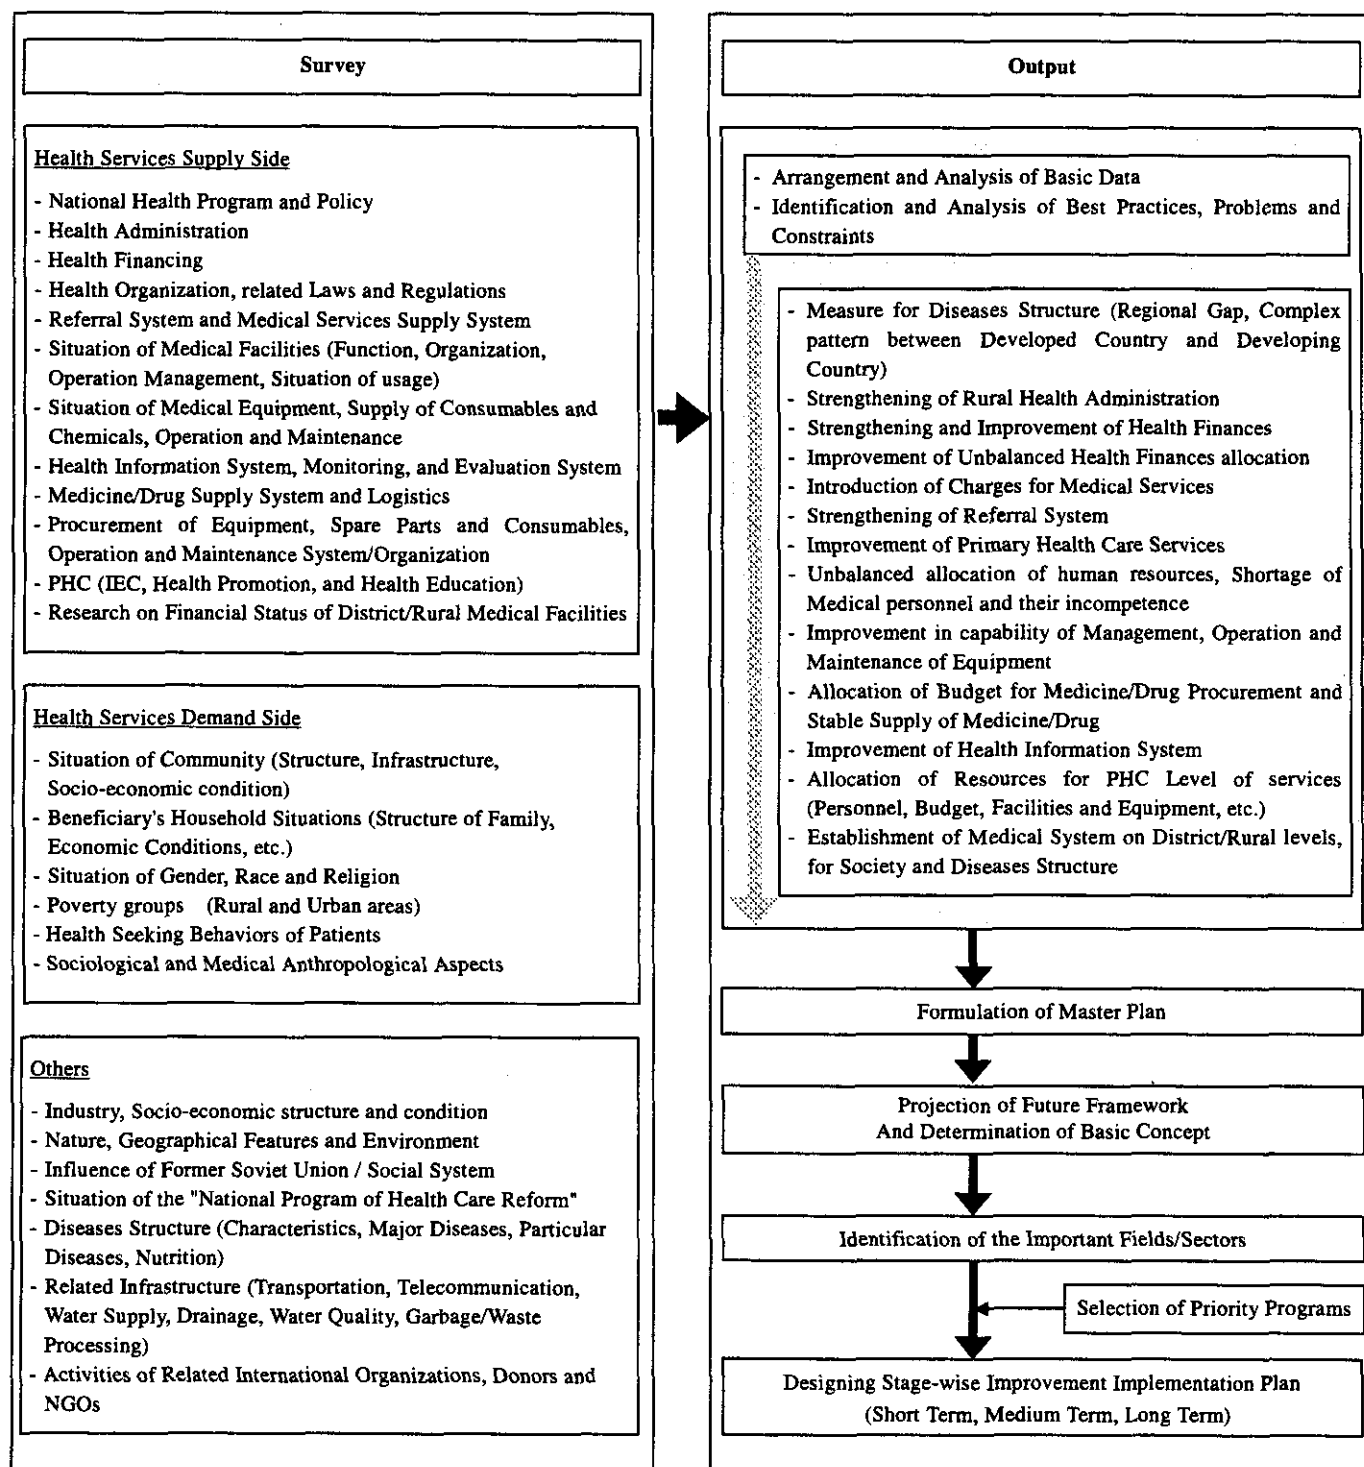 Survey
Health Services Supply Side
- National Health Program and Policy
- Health Administration
- Health Financing
- Health Organization, related Laws and Regulations
- Referral System and Medical Services Supply System
- Situation of Medical Facilities (Function, Organization,
Operation Management, Situation of usage)
- Situation of Medical Equipment, Supply of Consumables and
Chemicals, Operation and Maintenance
- Health Information System, Monitoring, and Evaluation System
- Medicine/Drug Supply System and Logistics
- Procurement of Equipment, Spare Parts and Consumables,
Operation and Maintenance System/Organization
- PHC (IEC, Health Promotion, and Health Education)
- Research on Financial Status of District/Rural Medical Facilities
Health Services Demand Side
- Situation of Community (Structure, Infrastructure,
Socio-economic condition)
- Beneficiary's Household Situations (Structure of Family,
Economic Conditions, etc.)
- Situation of Gender, Race and Religion
- Poverty groups (Rural and Urban areas)
- Health Seeking Behaviors of Patients
- Sociological and Medical Anthropological Aspects
Others
- Industry, Socio-economic structure and condition
- Nature, Geographical Features and Environment
- Influence of Former Soviet Union / Social System
- Situation of the "National Program of Health Care Reform"
- Diseases Structure (Characteristics, Major Diseases, Particular
Diseases, Nutrition)
- Related Infrastructure (Transportation, Telecommunication,
Water Supply, Drainage, Water Quality, Garbage/Waste
Processing)
- Activities of Related International Organizations, Donors and
NGOs
Output
- Arrangement and Analysis of Basic Data
- Identification and Analysis of Best Practices, Problems and
Constraints
- Measure for Diseases Structure (Regional Gap, Complex
pattern between Developed Country and Developing
Country)
- Strengthening of Rural Health Administration
- Strengthening and Improvement of Health Finances
- Improvement of Unbalanced Health Finances allocation
- Introduction of Charges for Medical Services
- Strengthening of Referral System
- Improvement of Primary Health Care Services
- Unbalanced allocation of human resources, Shortage of
Medical personnel and their incompetence
- Improvement in capability of Management, Operation and
Maintenance of Equipment
- Allocation of Budget for Medicine/Drug Procurement and
Stable Supply of Medicine/Drug
- Improvement of Health Information System
- Allocation of Resources for PHC Level of services
(Personnel, Budget, Facilities and Equipment, etc.)
- Establishment of Medical System on District/Rural levels,
for Society and Diseases Structure
Formulation of Master Plan
Projection of Future Framework
And Determination of Basic Concept
Identification of the Important Fields/Sectors
Selection of Priority Programs
Designing Stage-wise Improvement Implementation Plan
(Short Term, Medium Term, Long Term)